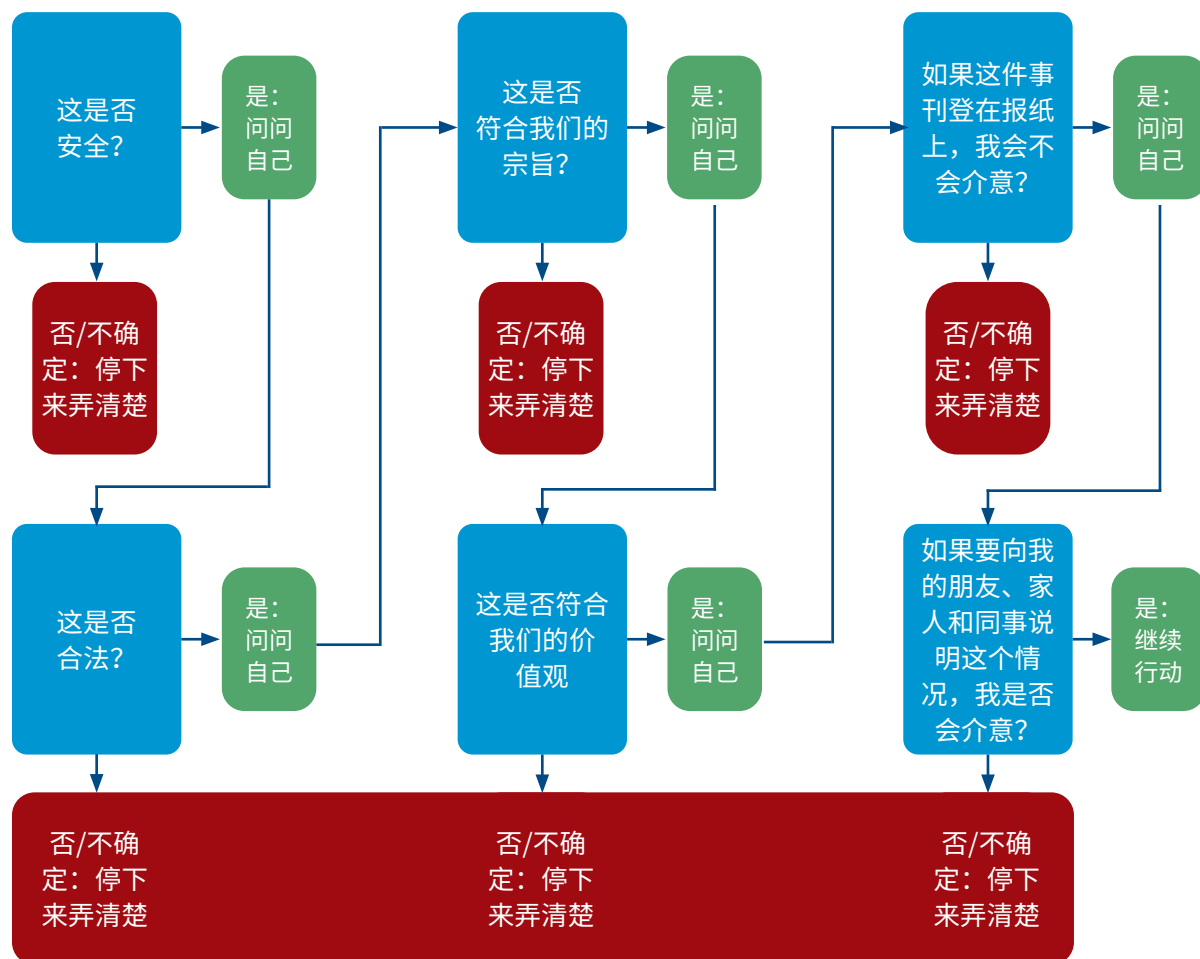 这是否
安全？
是：
问问
自己
否/不确
定：停下
来弄清楚
这是否
合法？
是：
问问
自己
否/不确
定：停下
来弄清楚
这是否
符合我们的
宗旨？
是：
问问
自己
否/不确
定：停下
来弄清楚
这是否符合
我们的价
值观
是：
问问
自己
否/不确
定：停下
来弄清楚
如果这件事
刊登在报纸
上，我会不
会介意？
是：
问问
自己
否/不确
定：停下
来弄清楚
如果要向我
的朋友、家
人和同事说
明这个情
况，我是否
会介意？
是：
继续
行动
否/不确
定：停下
来弄清楚